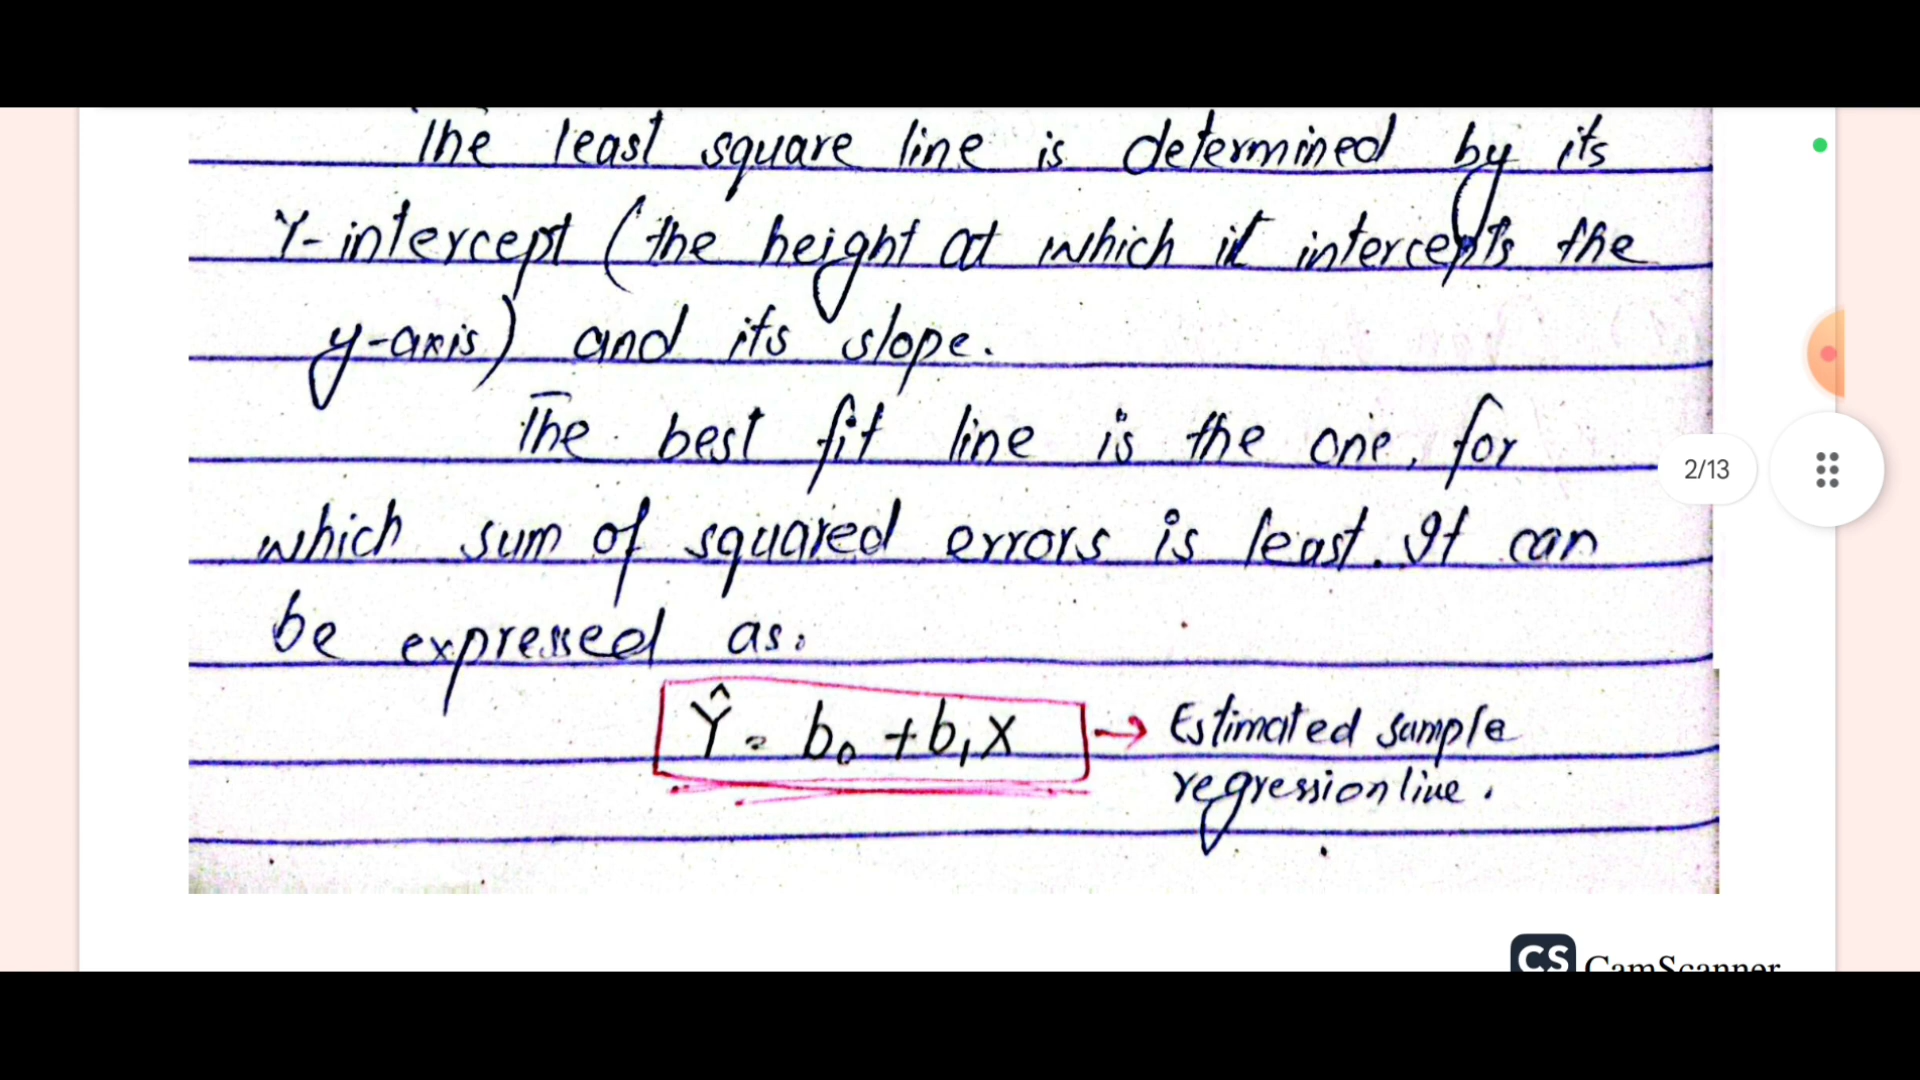 The least square line is determined by its
Y-intercept (the height at which it intercepts the
y-axis) and its slope.
The best fit line is the one, for
which sum of squared errors is least. It can
be expressed as:
Ŷ = b₀ + b₁X → Estimated sample
regression line.
2/13
CS CamScanner